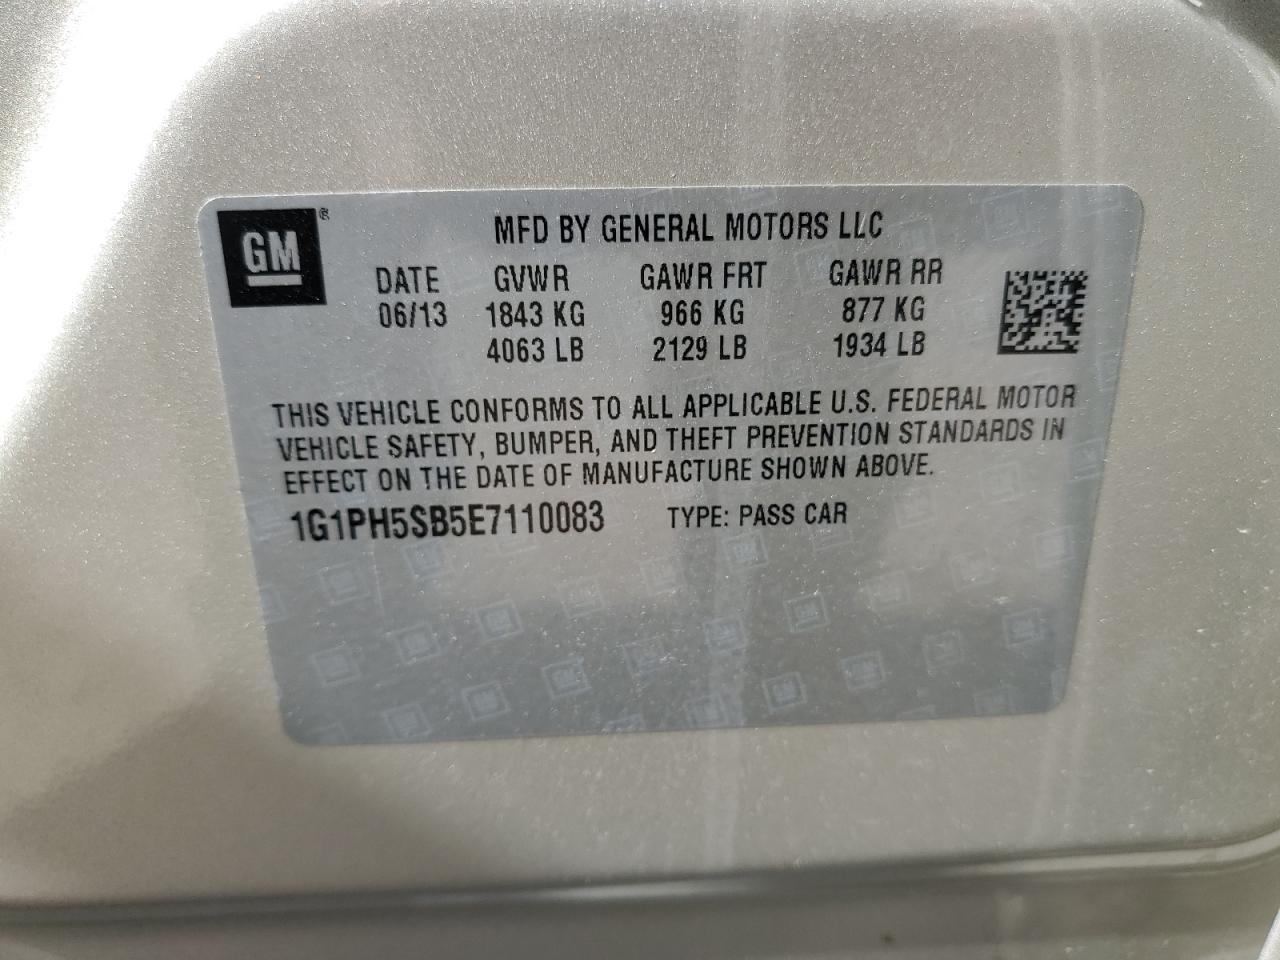 GM ®
MFD BY GENERAL MOTORS LLC
DATE GVWR GAWR FRT GAWR RR
06/13 1843 KG 966 KG 877 KG
4063 LB 2129 LB 1934 LB
THIS VEHICLE CONFORMS TO ALL APPLICABLE U.S. FEDERAL MOTOR
VEHICLE SAFETY, BUMPER, AND THEFT PREVENTION STANDARDS IN
EFFECT ON THE DATE OF MANUFACTURE SHOWN ABOVE.
1G1PH5SB5E7110083 TYPE: PASS CAR